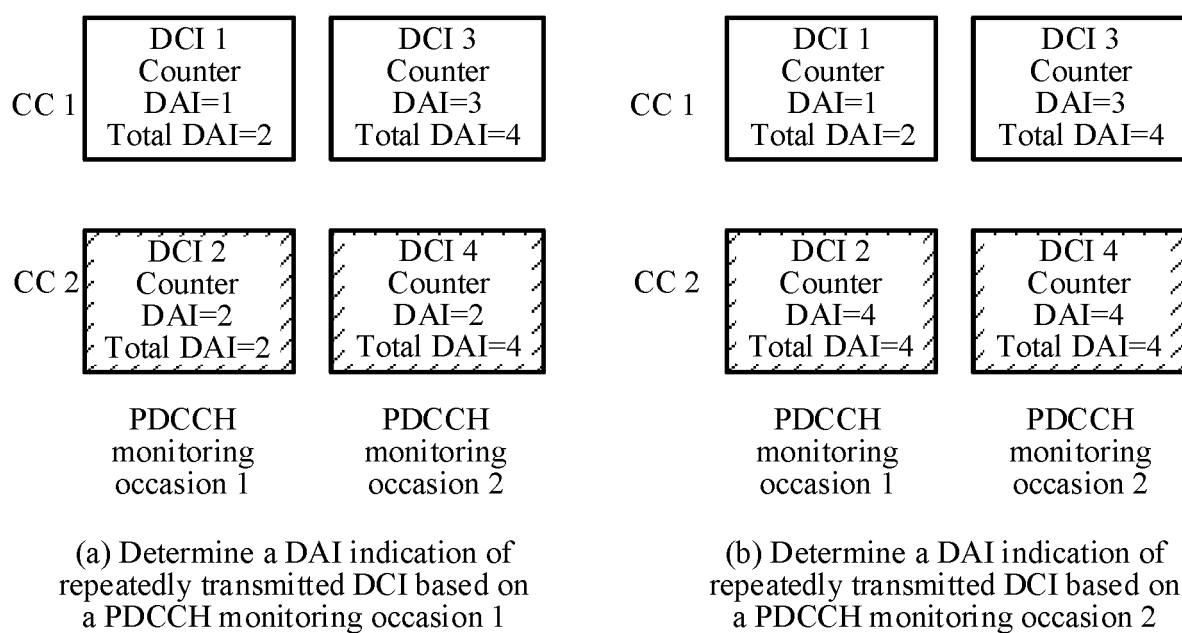 CC 1
DCI 1
Counter
DAI=1
Total DAI=2
DCI 3
Counter
DAI=3
Total DAI=4
CC 2
DCI 2
Counter
DAI=2
Total DAI=2
DCI 4
Counter
DAI=2
Total DAI=4
PDCCH
monitoring
occasion 1
PDCCH
monitoring
occasion 2
(a) Determine a DAI indication of
repeatedly transmitted DCI based on
a PDCCH monitoring occasion 1
CC 1
DCI 1
Counter
DAI=1
Total DAI=2
DCI 3
Counter
DAI=3
Total DAI=4
CC 2
DCI 2
Counter
DAI=4
Total DAI=4
DCI 4
Counter
DAI=4
Total DAI=4
PDCCH
monitoring
occasion 1
PDCCH
monitoring
occasion 2
(b) Determine a DAI indication of
repeatedly transmitted DCI based on
a PDCCH monitoring occasion 2